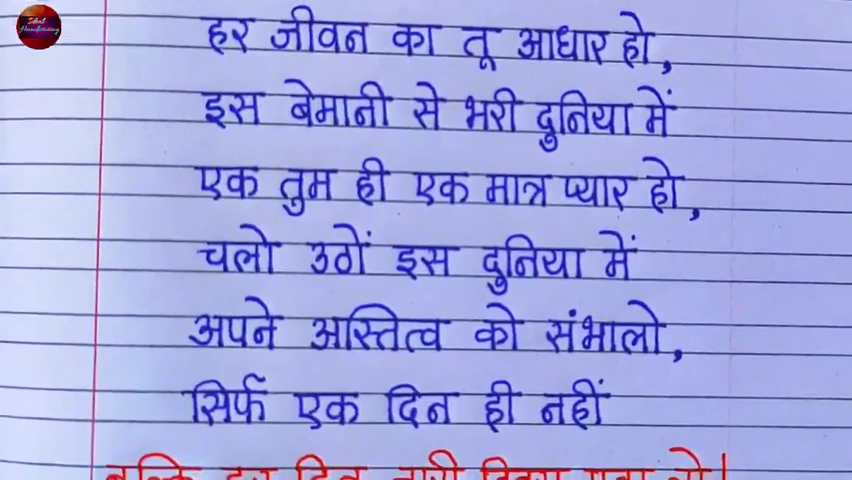 हर जीवन का तू आधार हो,
इस बेमानी से भरी दुनिया में
एक तुम ही एक मात्र प्यार हो,
चलो उठों इस दुनिया में
अपने अस्तित्व को संभालो,
सिर्फ एक दिन ही नहीं